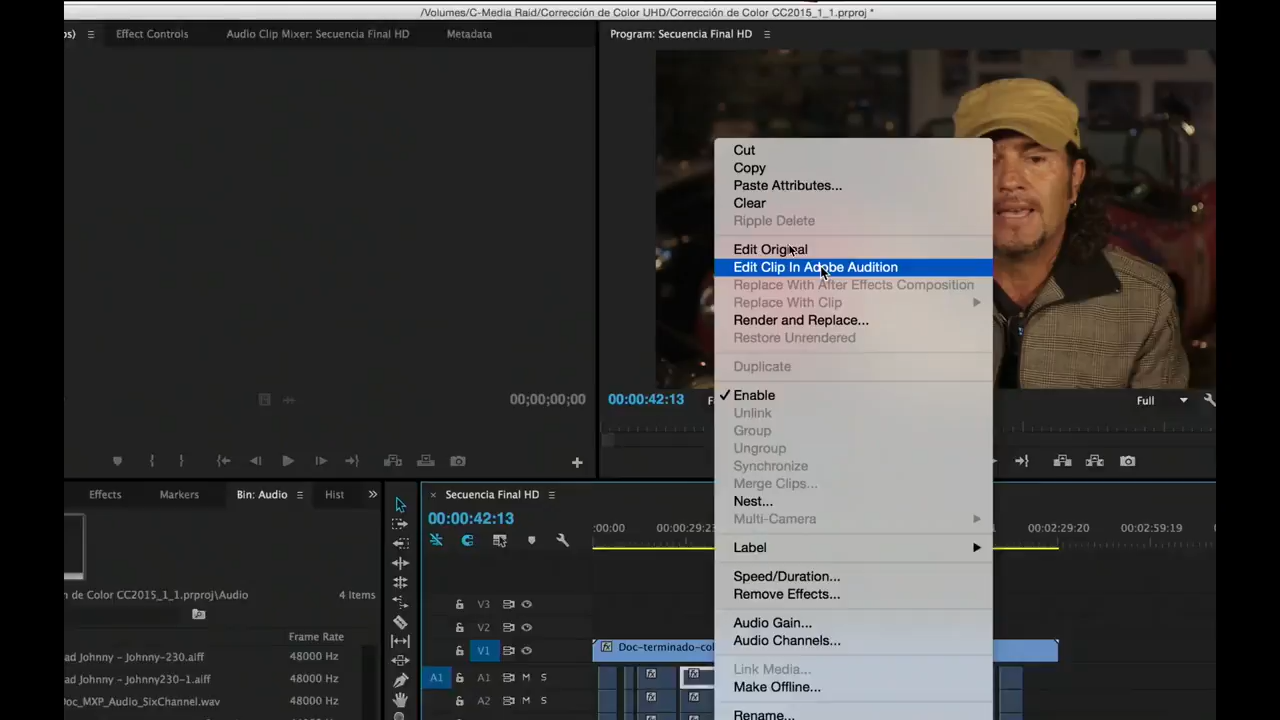 /Volumes/C-Media Raid/Corrección de Color UHD/Corrección de Color CC2015_1_1.prproj *
Effect Controls
Audio Clip Mixer: Secuencia Final HD
Metadata
Program: Secuencia Final HD
Cut
Copy
Paste Attributes...
Clear
Ripple Delete
Edit Original
Edit Clip In Adobe Audition
Replace With After Effects Composition
Replace With Clip
Render and Replace...
Restore Unrendered
Duplicate
Enable
Unlink
Group
Ungroup
Synchronize
Merge Clips...
Nest...
Multi-Camera
Label
Speed/Duration...
Remove Effects...
Audio Gain...
Audio Channels...
Link Media...
Make Offline...
Rename...
00;00;00;00
00:00:42:13
Full
Effects
Markers
Bin: Audio
Hist
n de Color CC2015_1_1.prproj\Audio
4 Items
Frame Rate
ad Johnny - Johnny-230.aiff 48000 Hz
ad Johnny - Johnny230-1.aiff 48000 Hz
Doc_MXP_Audio_SixChannel.wav 48000 Hz
× Secuencia Final HD
00:00:42:13
:00:00
00:00:29:23
00:02:29:20
00:02:59:19
V3
V2
V1
Doc-terminado-col
A1 A1 M S
A2 M S